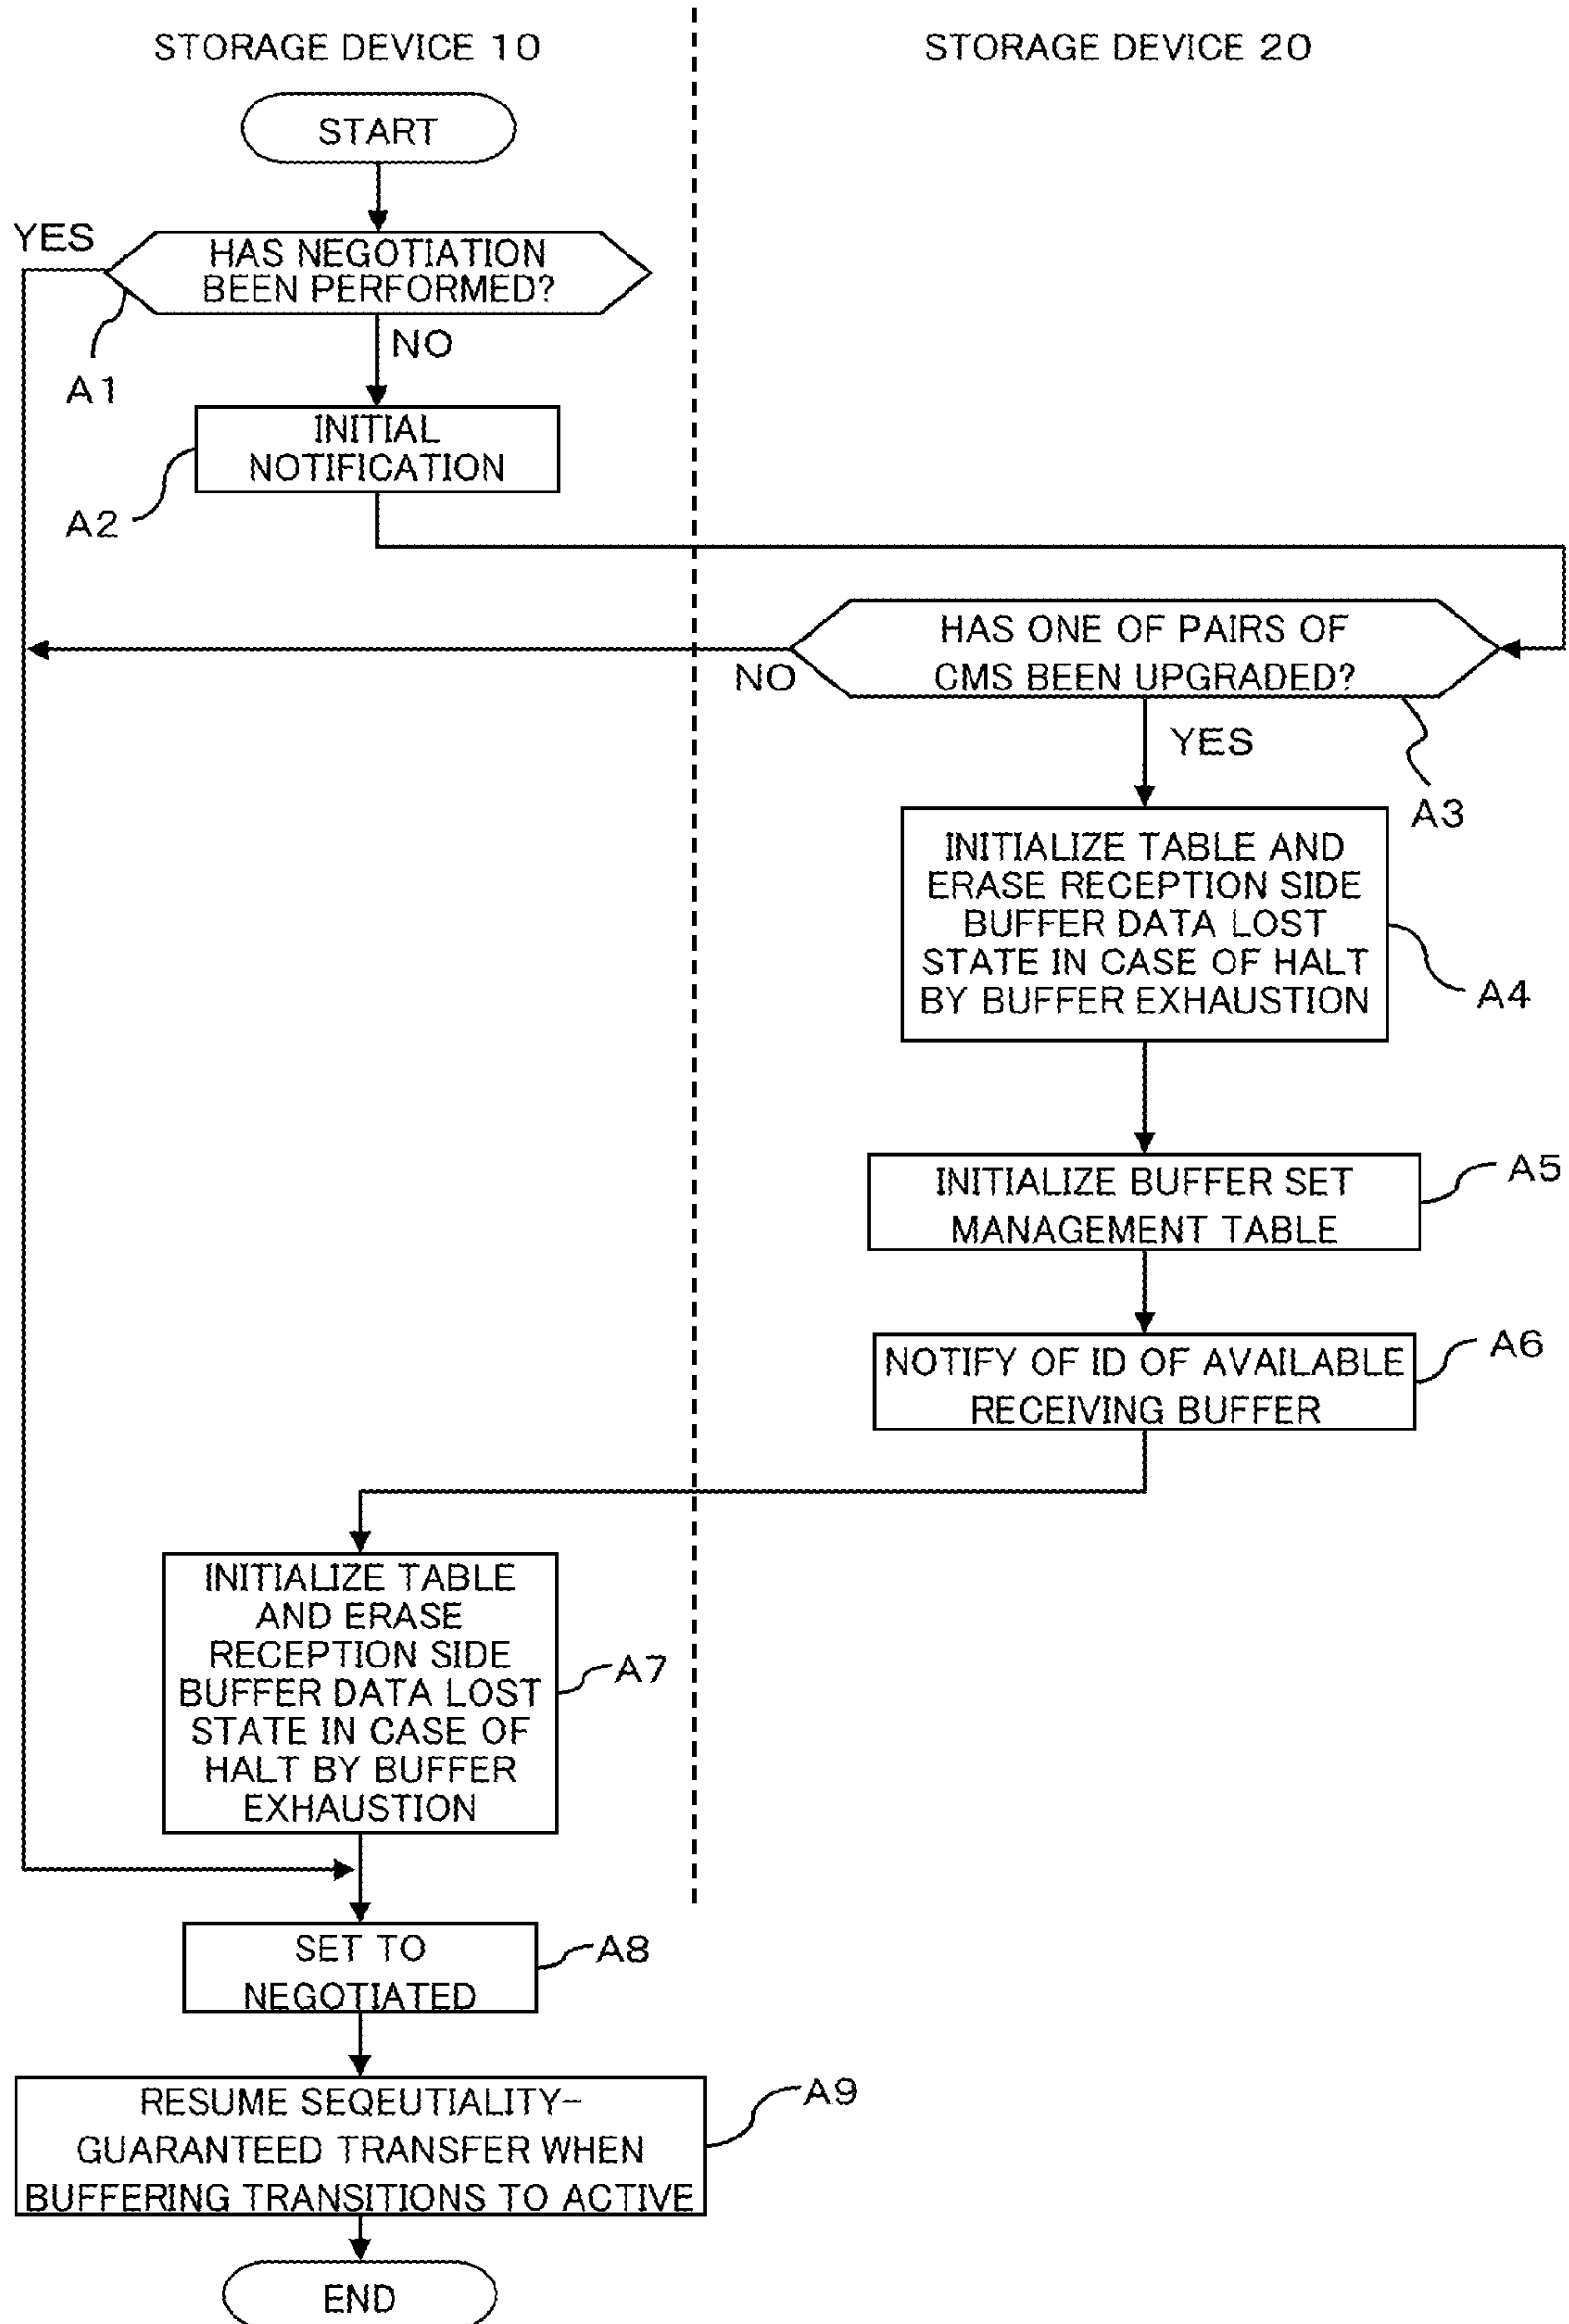 STORAGE DEVICE 10
STORAGE DEVICE 20
START
YES
HAS NEGOTIATION
BEEN PERFORMED?
A1
NO
INITIAL
NOTIFICATION
A2
HAS ONE OF PAIRS OF
CMS BEEN UPGRADED?
NO
YES
A3
INITIALIZE TABLE AND
ERASE RECEPTION SIDE
BUFFER DATA LOST
STATE IN CASE OF HALT
BY BUFFER EXHAUSTION
A4
INITIALIZE BUFFER SET
MANAGEMENT TABLE
A5
NOTIFY OF ID OF AVAILABLE
RECEIVING BUFFER
A6
INITIALIZE TABLE
AND ERASE
RECEPTION SIDE
BUFFER DATA LOST
STATE IN CASE OF
HALT BY BUFFER
EXHAUSTION
A7
SET TO
NEGOTIATED
A8
RESUME SEQEUTIALITY-
GUARANTEED TRANSFER WHEN
BUFFERING TRANSITIONS TO ACTIVE
A9
END